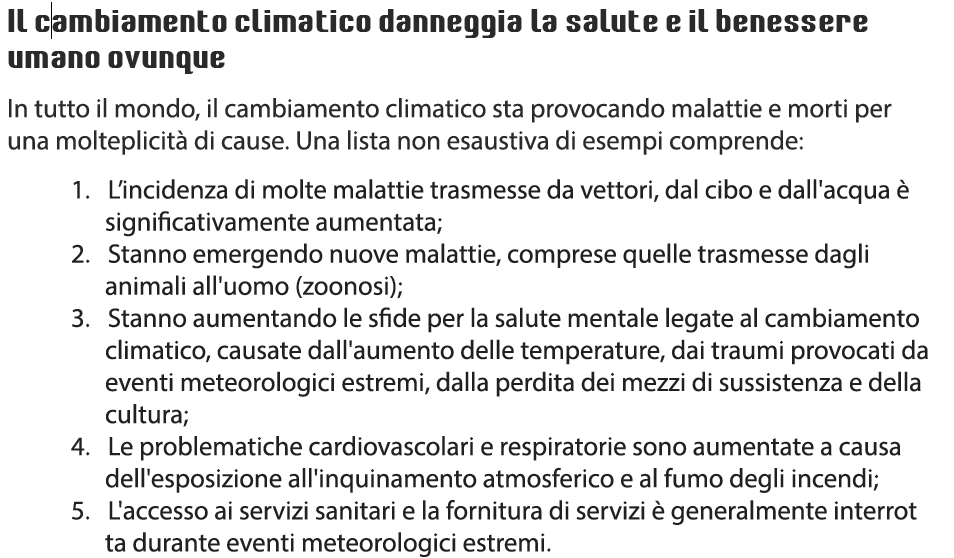 Il cambiamento climatico danneggia la salute e il benessere
umano ovunque
In tutto il mondo, il cambiamento climatico sta provocando malattie e morti per
una molteplicità di cause. Una lista non esaustiva di esempi comprende:
1. L’incidenza di molte malattie trasmesse da vettori, dal cibo e dall'acqua è
significativamente aumentata;
2. Stanno emergendo nuove malattie, comprese quelle trasmesse dagli
animali all'uomo (zoonosi);
3. Stanno aumentando le sfide per la salute mentale legate al cambiamento
climatico, causate dall'aumento delle temperature, dai traumi provocati da
eventi meteorologici estremi, dalla perdita dei mezzi di sussistenza e della
cultura;
4. Le problematiche cardiovascolari e respiratorie sono aumentate a causa
dell'esposizione all'inquinamento atmosferico e al fumo degli incendi;
5. L'accesso ai servizi sanitari e la fornitura di servizi è generalmente interrot
ta durante eventi meteorologici estremi.